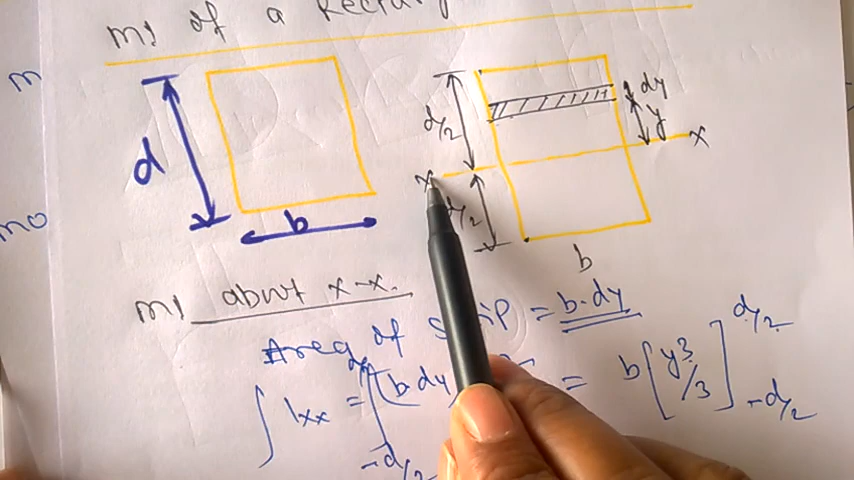 MI of a Rectang
d
b
d/2
dy
y
x
x
d/2
b
MI about x-x.
Area of strip = b.dy
∫ Ixx = ∫ (b.dy = b[y3/3] d/2 -d/2
d/2
-d/2